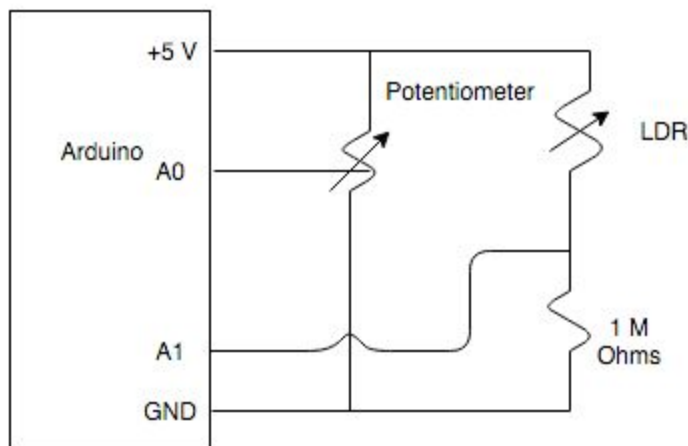 +5 V
Potentiometer
LDR
Arduino
A0
A1
1 M
Ohms
GND